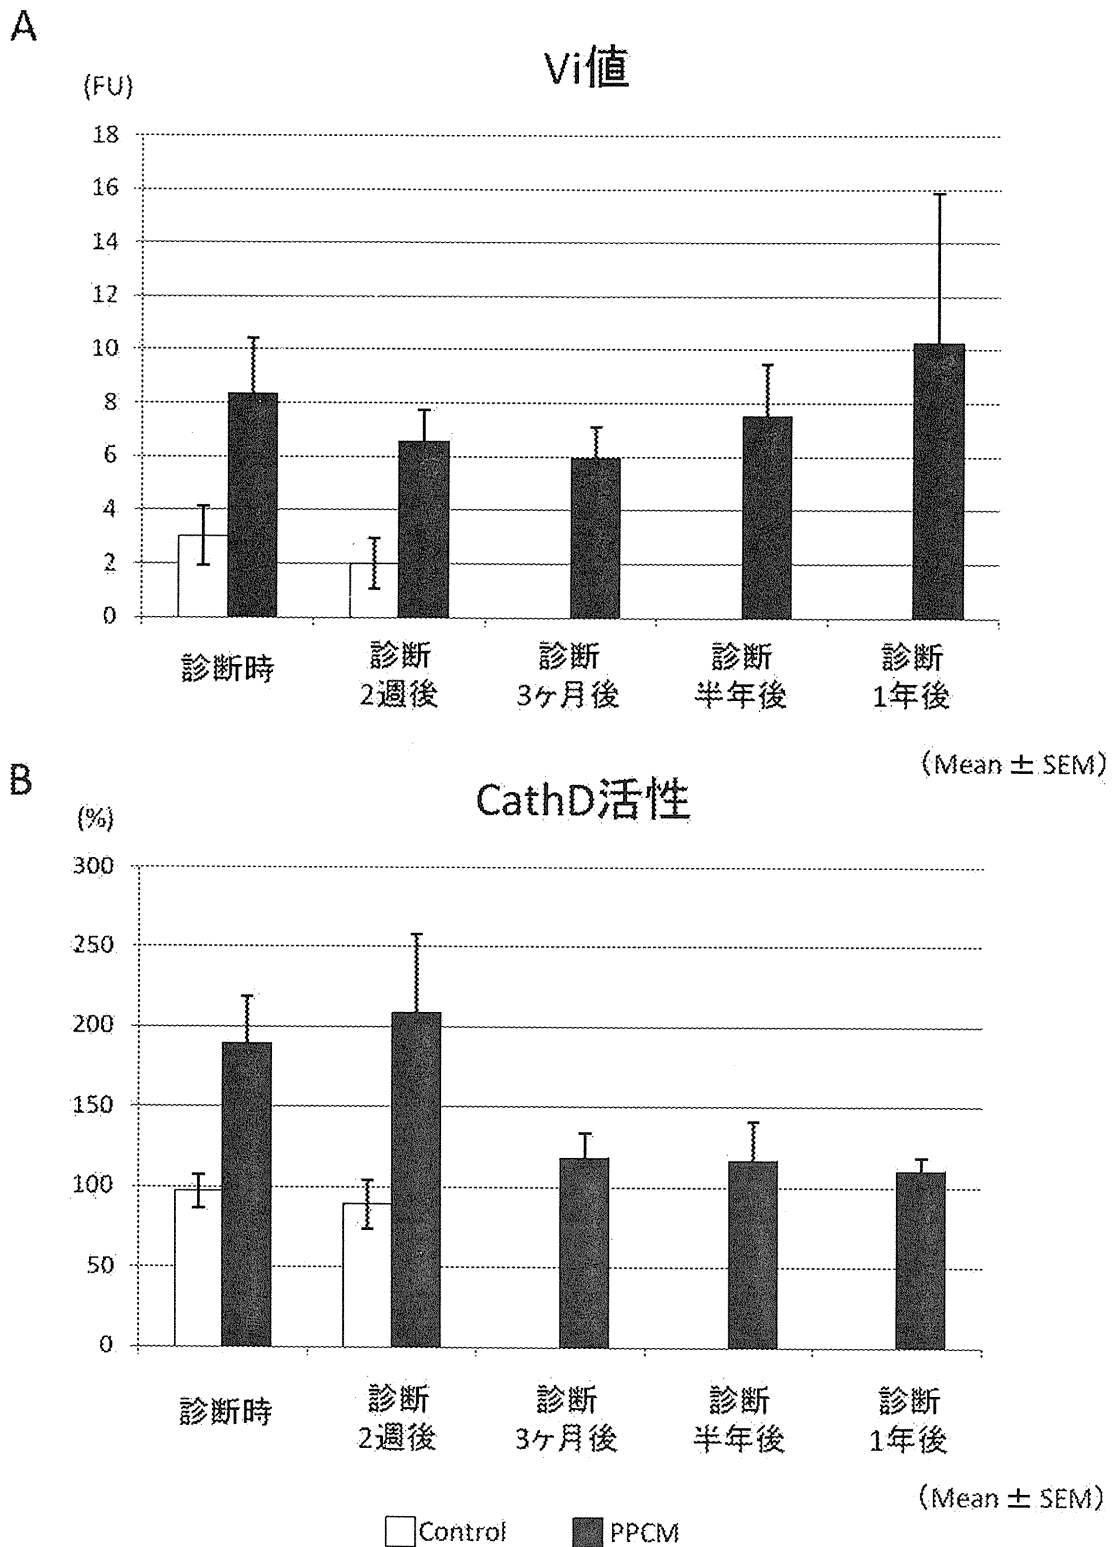 A
Vi値
(FU)
18
16
14
12
10
8
6
4
2
0
診断時
診断
2週後
診断
3ヶ月後
診断
半年後
診断
1年後
(Mean ± SEM)
B
CathD活性
(%)
300
250
200
150
100
50
0
診断時
診断
2週後
診断
3ヶ月後
診断
半年後
診断
1年後
(Mean ± SEM)
Control
PPCM